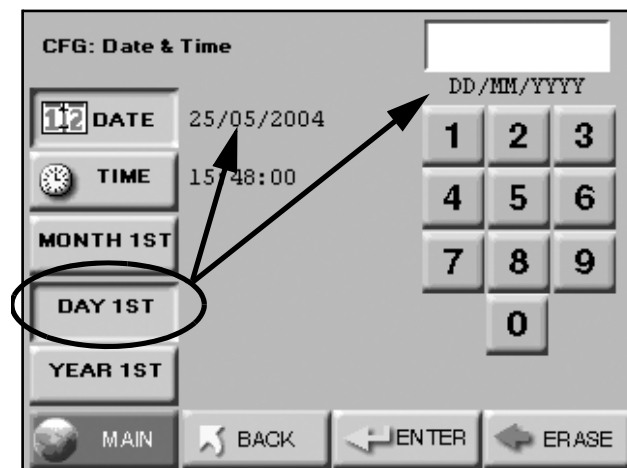 CFG: Date & Time
DD/MM/YYYY
DATE 25/05/2004
TIME 15:48:00
MONTH 1ST
DAY 1ST
YEAR 1ST
1 2 3
4 5 6
7 8 9
0
MAIN BACK ENTER ERASE